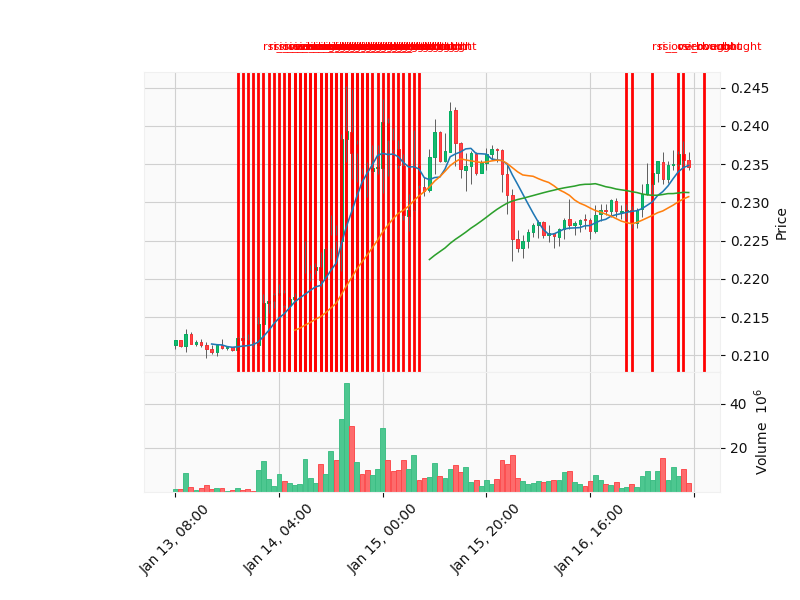 0.245
0.240
0.235
0.230
0.225
0.220
0.215
0.210
Price
40
20
Volume 10^6
Jan 13, 08:00
Jan 14, 04:00
Jan 15, 00:00
Jan 15, 20:00
Jan 16, 16:00